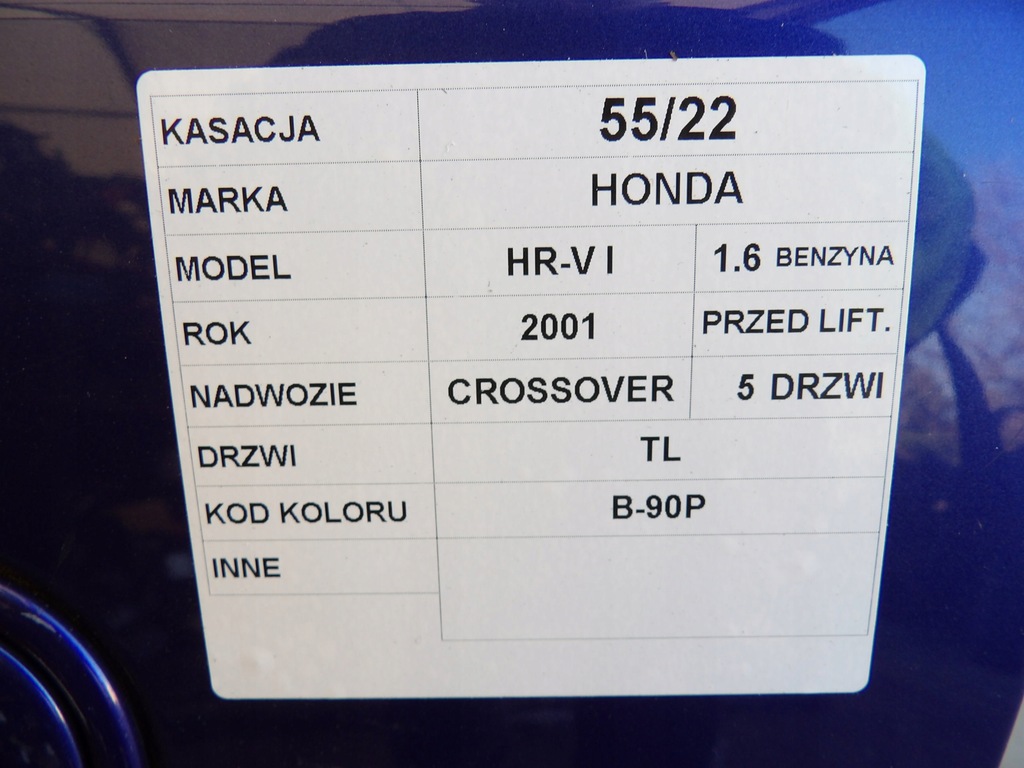 KASACJA 55/22
MARKA HONDA
MODEL HR-V I 1.6 BENZYNA
ROK 2001 PRZED LIFT.
NADWOZIE CROSSOVER 5 DRZWI
DRZWI TL
KOD KOLORU B-90P
INNE